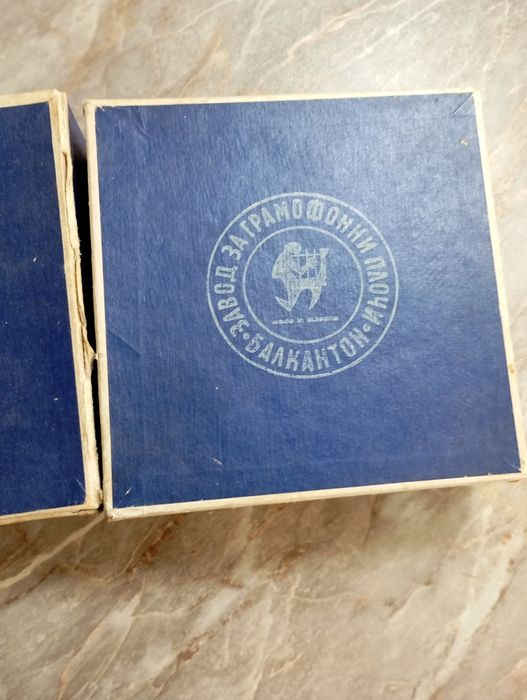 ЗАВОД ЗА ГРАМОФОННИ ПЛОЧИ
• БАЛКАНТОН •
MADE IN BULGARIA